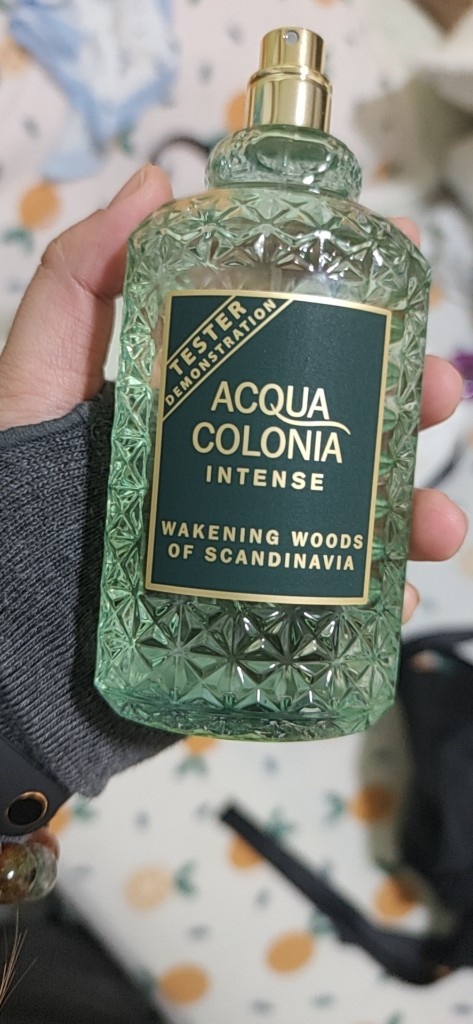 TESTER
DEMONSTRATION
ACQUA
COLONIA
INTENSE
WAKENING WOODS
OF SCANDINAVIA